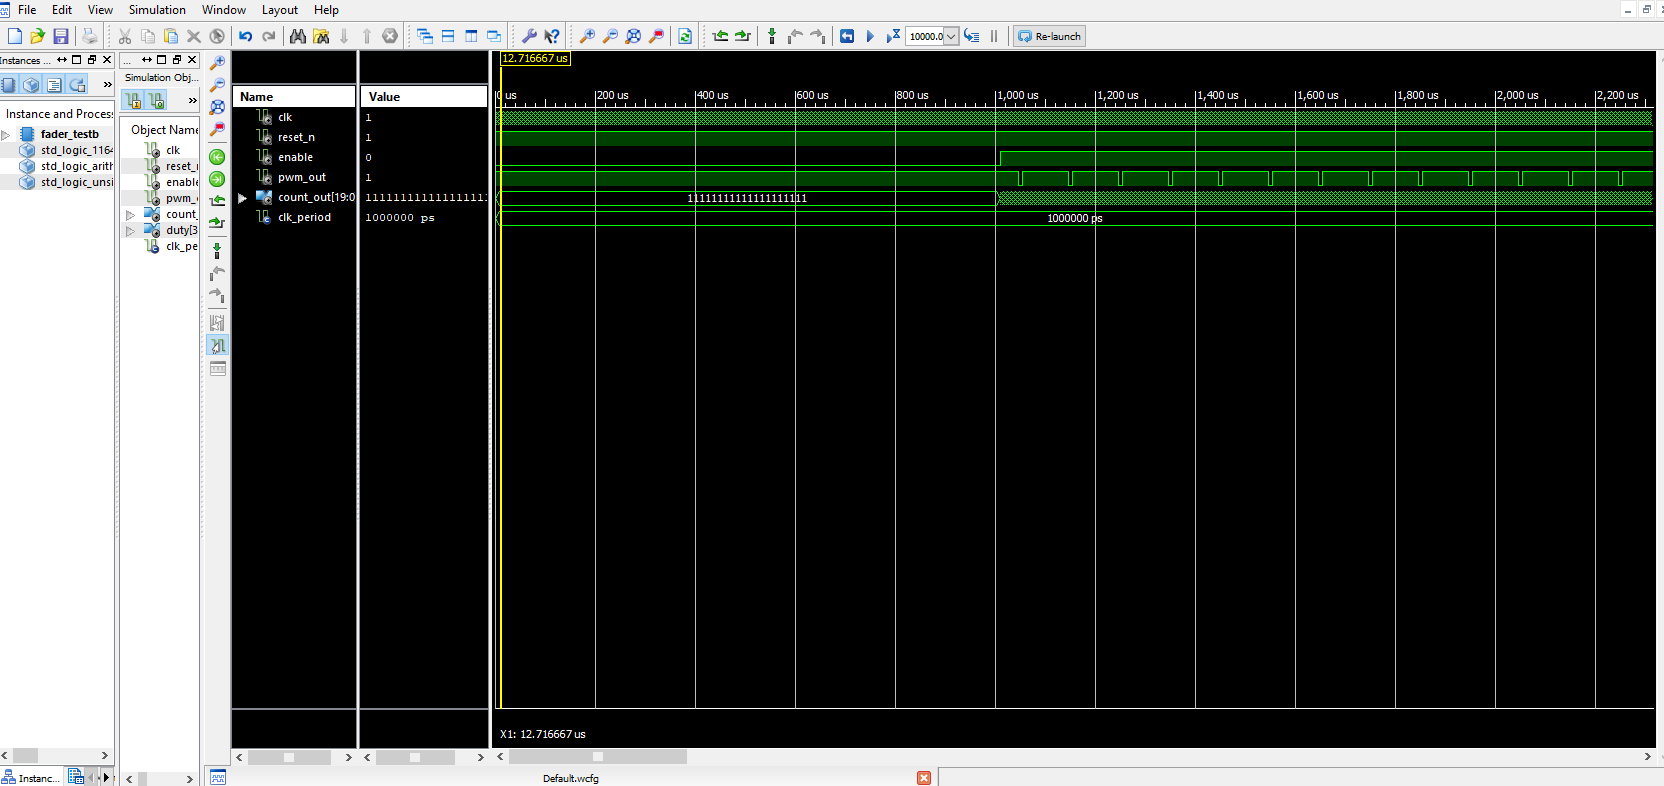 File Edit View Simulation Window Layout Help
10000.0
Re-launch
Instances ...
...
Simulation Obj...
Instance and Process
fader_testb
std_logic_1164
std_logic_arith
std_logic_unsi
Object Name
clk
reset_n
enable
pwm_o
count_
duty[3
clk_pe
Name
Value
clk 1
reset_n 1
enable 0
pwm_out 1
count_out[19:0
clk_period 1000000 ps
12.716667 us
0 us 200 us 400 us 600 us 800 us 1,000 us 1,200 us 1,400 us 1,600 us 1,800 us 2,000 us 2,200 us
11111111111111111111
1000000 ps
X1: 12.716667 us
Instanc...
Default.wcfg